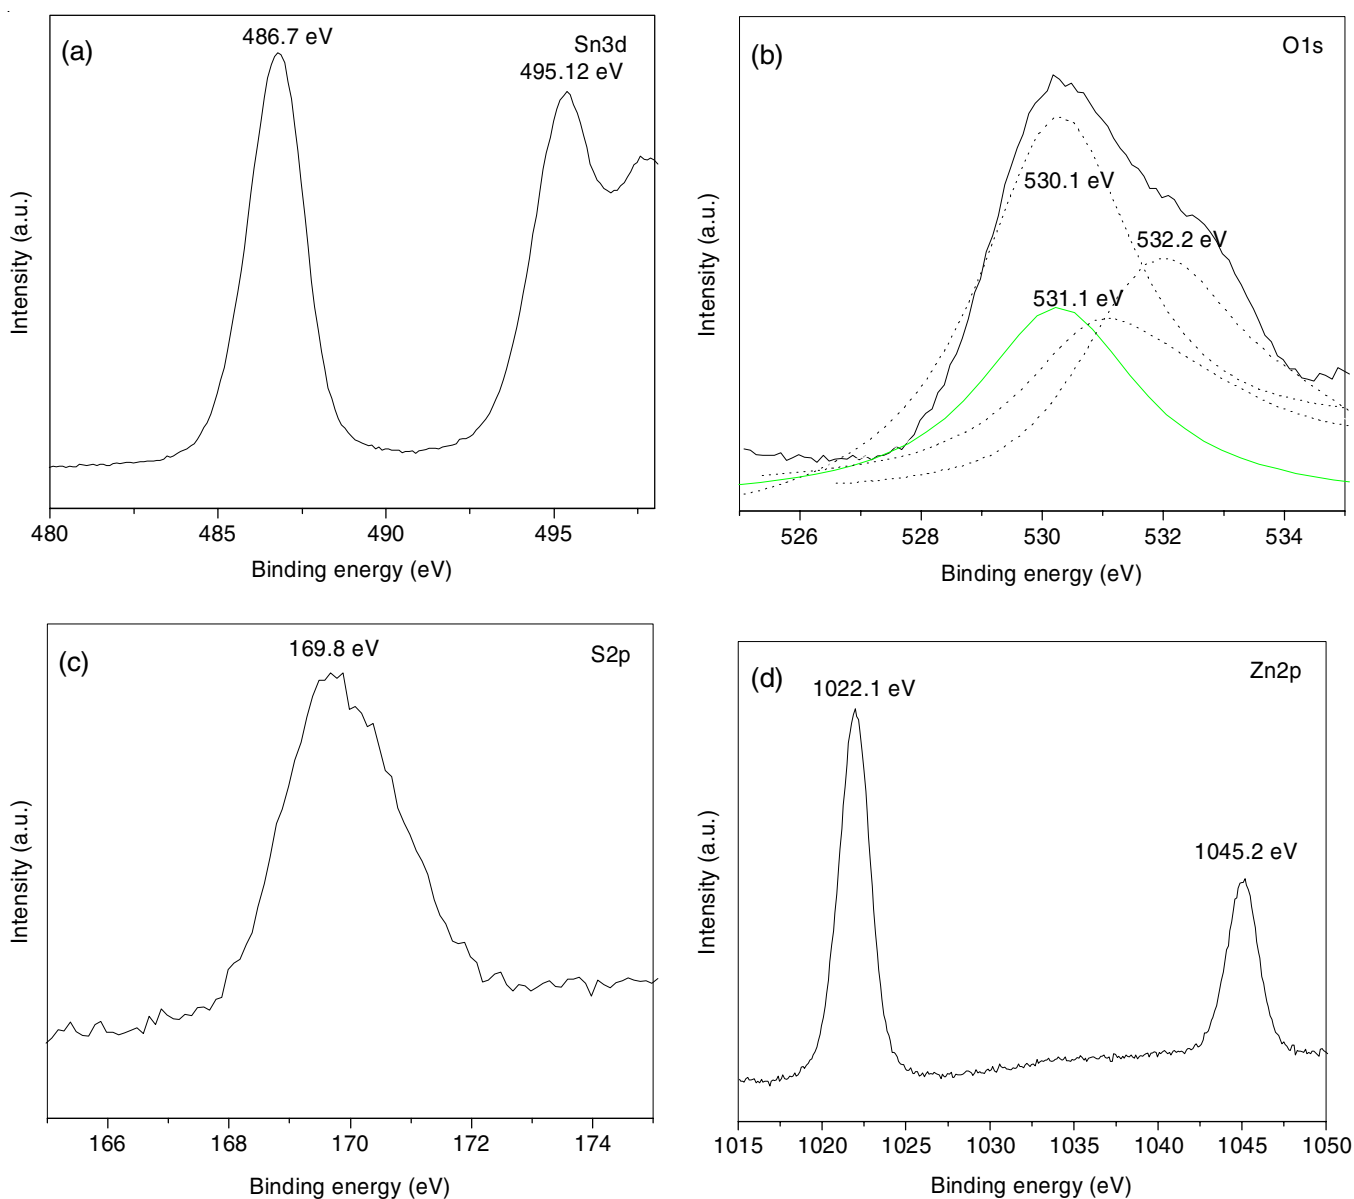 (a)
486.7 eV
Sn3d
495.12 eV
Intensity (a.u.)
480 485 490 495
Binding energy (eV)
(b)
O1s
530.1 eV
532.2 eV
531.1 eV
Intensity (a.u.)
526 528 530 532 534
Binding energy (eV)
(c)
169.8 eV
S2p
Intensity (a.u.)
166 168 170 172 174
Binding energy (eV)
(d)
1022.1 eV
Zn2p
1045.2 eV
Intensity (a.u.)
1015 1020 1025 1030 1035 1040 1045 1050
Binding energy (eV)